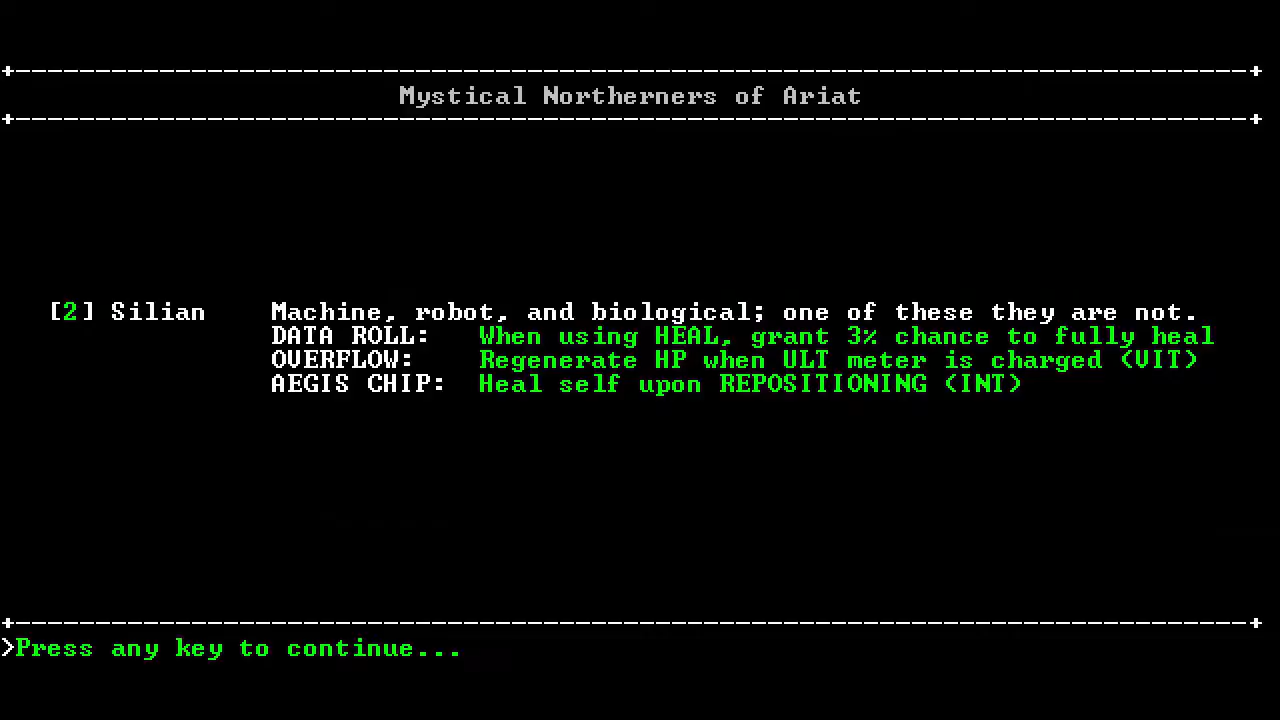 +------------------------------------------------------------------------------+
Mystical Northerners of Ariat
+------------------------------------------------------------------------------+
[2] Silian Machine, robot, and biological; one of these they are not.
DATA ROLL: When using HEAL, grant 3% chance to fully heal
OVERFLOW: Regenerate HP when ULT meter is charged (VIT)
AEGIS CHIP: Heal self upon REPOSITIONING (INT)
+------------------------------------------------------------------------------+
>Press any key to continue...